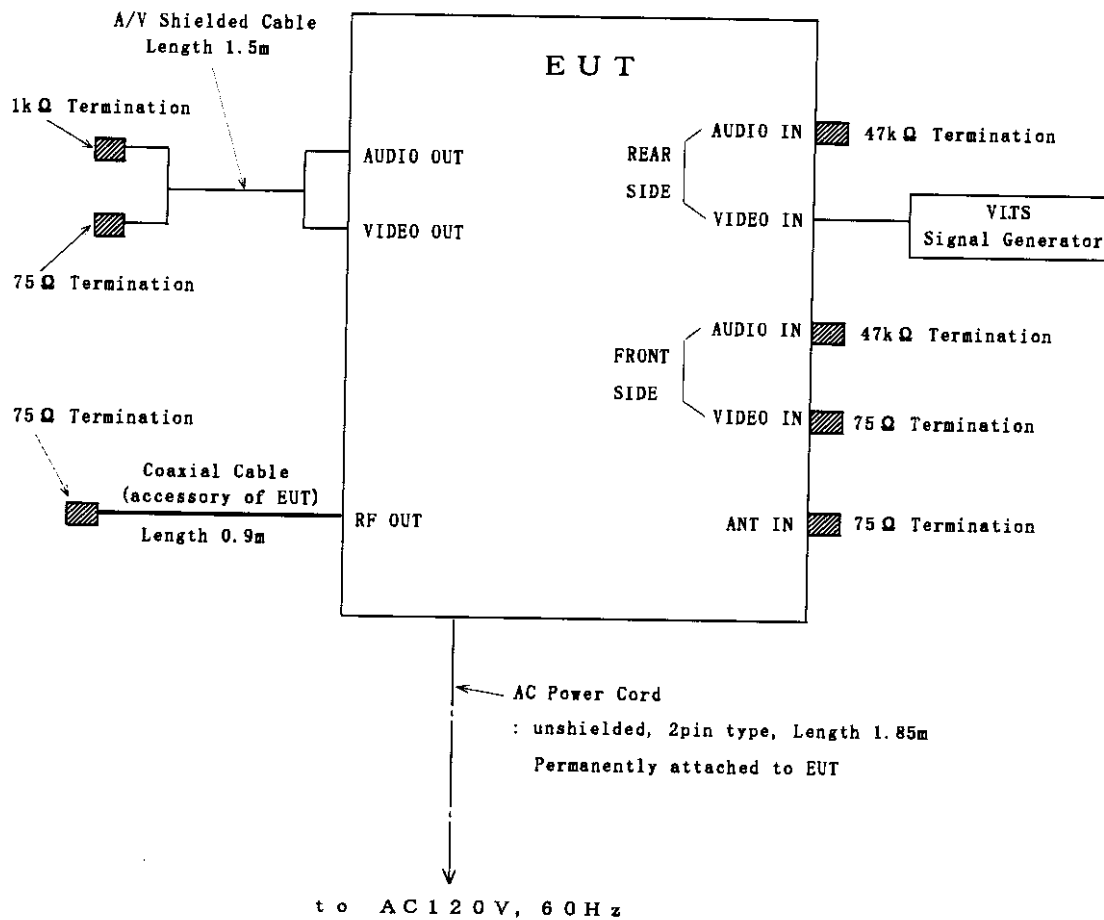 A/V Shielded Cable
Length 1.5m
EUT
1kΩ Termination
AUDIO OUT
VIDEO OUT
75Ω Termination
REAR
SIDE
AUDIO IN
VIDEO IN
47kΩ Termination
VITS
Signal Generator
FRONT
SIDE
AUDIO IN
VIDEO IN
47kΩ Termination
75Ω Termination
75Ω Termination
Coaxial Cable
(accessory of EUT)
Length 0.9m
RF OUT
ANT IN
75Ω Termination
AC Power Cord
: unshielded, 2pin type, Length 1.85m
Permanently attached to EUT
to AC120V, 60Hz